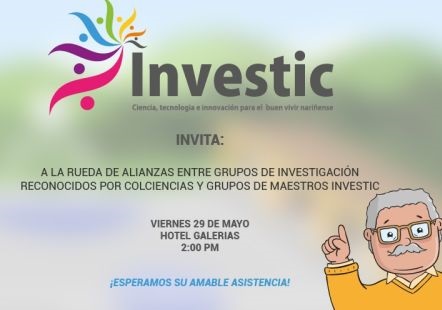 Investic
Ciencia, tecnología e innovación para el buen vivir nariñense
INVITA:
A LA RUEDA DE ALIANZAS ENTRE GRUPOS DE INVESTIGACIÓN
RECONOCIDOS POR COLCIENCIAS Y GRUPOS DE MAESTROS INVESTIC
VIERNES 29 DE MAYO
HOTEL GALERIAS
2:00 PM
¡ESPERAMOS SU AMABLE ASISTENCIA!